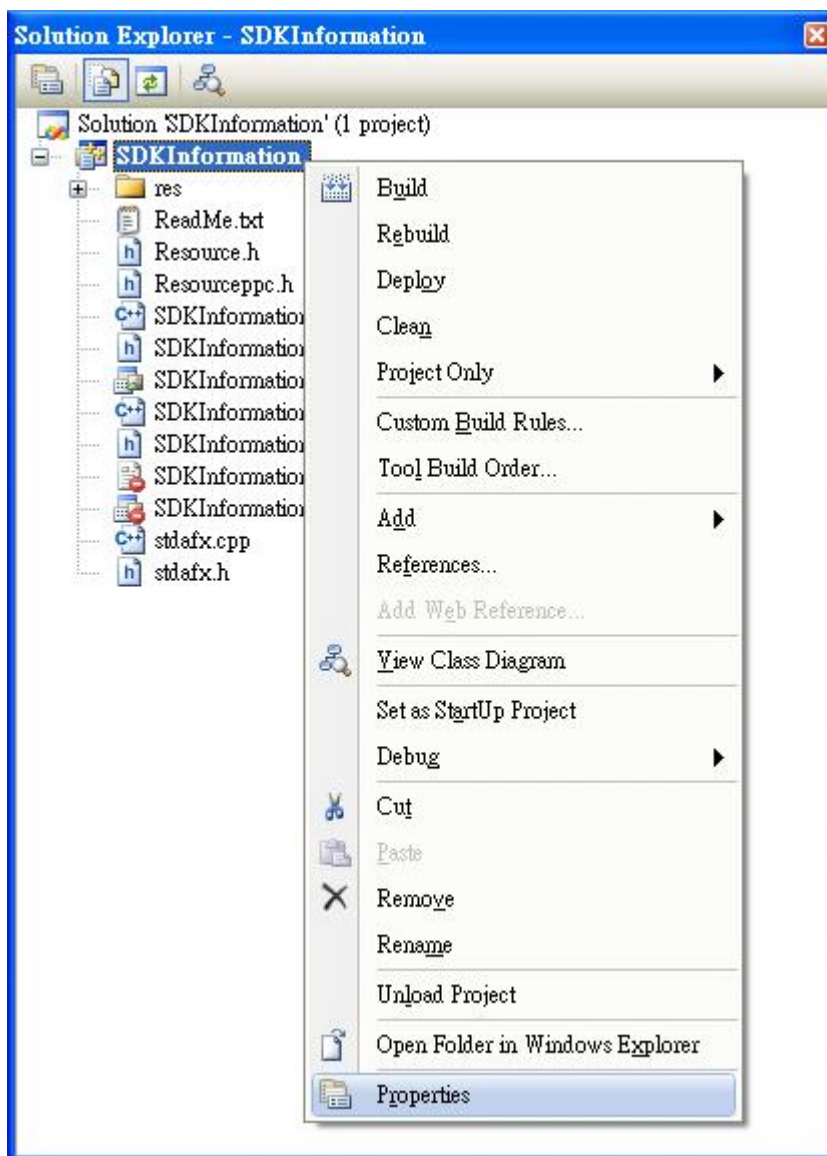 Solution Explorer - SDKInformation
Solution 'SDKInformation' (1 project)
SDKInformation
res
ReadMe.txt
Resource.h
Resourceppc.h
SDKInformation
SDKInformation
SDKInformation
SDKInformation
SDKInformation
SDKInformation
SDKInformation
stdafx.cpp
stdafx.h
Build
Rebuild
Deploy
Clean
Project Only
Custom Build Rules...
Tool Build Order...
Add
References...
Add Web Reference...
View Class Diagram
Set as StartUp Project
Debug
Cut
Paste
Remove
Rename
Unload Project
Open Folder in Windows Explorer
Properties